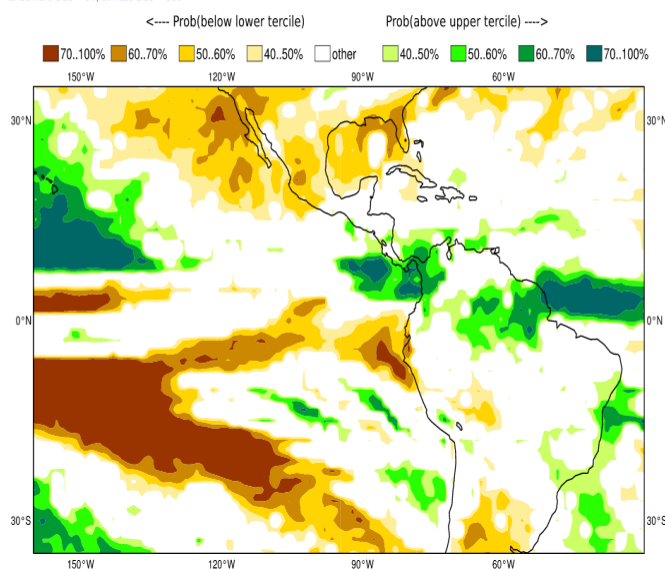 <---- Prob(below lower tercile) Prob(above upper tercile) ---->
70..100% 60..70% 50..60% 40..50% other 40..50% 50..60% 60..70% 70..100%
150°W 120°W 90°W 60°W
30°N 30°N
0°N 0°N
30°S 30°S
150°W 120°W 90°W 60°W